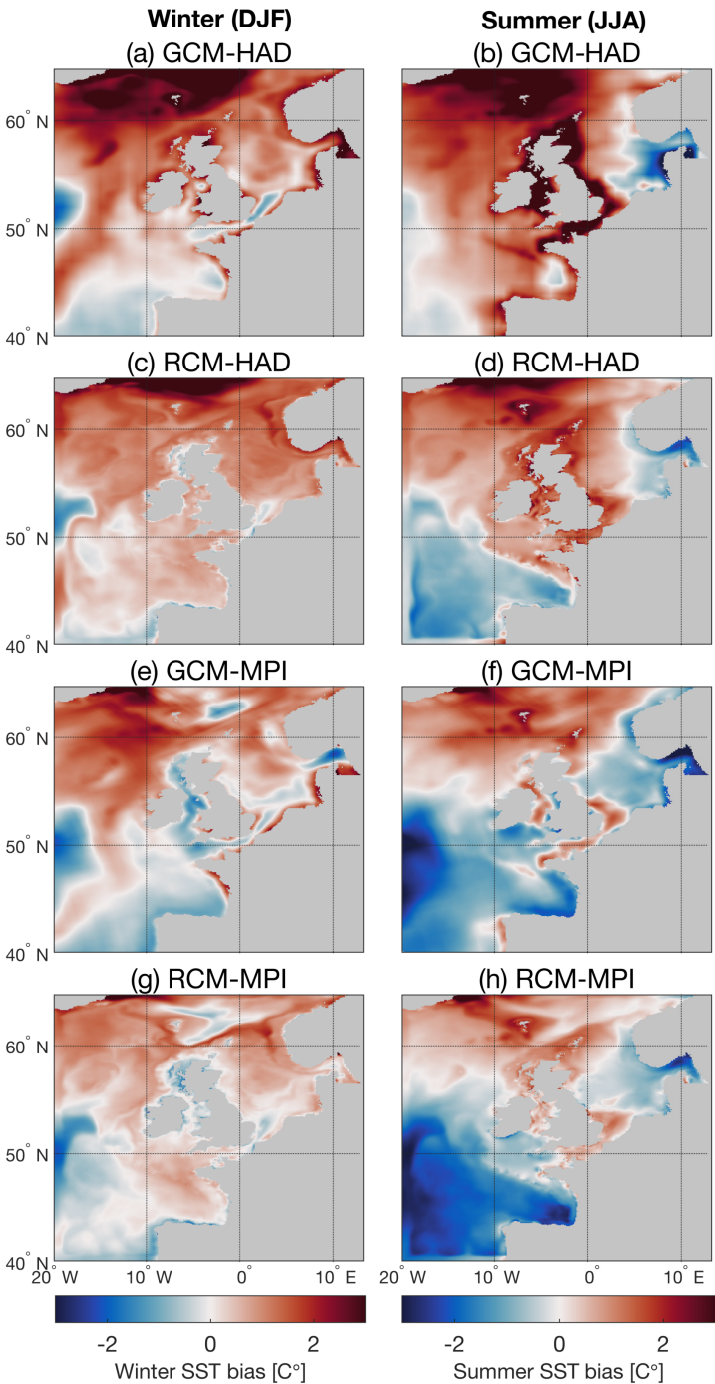 Winter (DJF) Summer (JJA)
(a) GCM-HAD (b) GCM-HAD
60° N
50° N
40° N
(c) RCM-HAD (d) RCM-HAD
60° N
50° N
40° N
(e) GCM-MPI (f) GCM-MPI
60° N
50° N
40° N
(g) RCM-MPI (h) RCM-MPI
60° N
50° N
40° N
20° W 10° W 0° 10° E 10° W 0° 10° E
-2 0 2 -2 0 2
Winter SST bias [C°] Summer SST bias [C°]